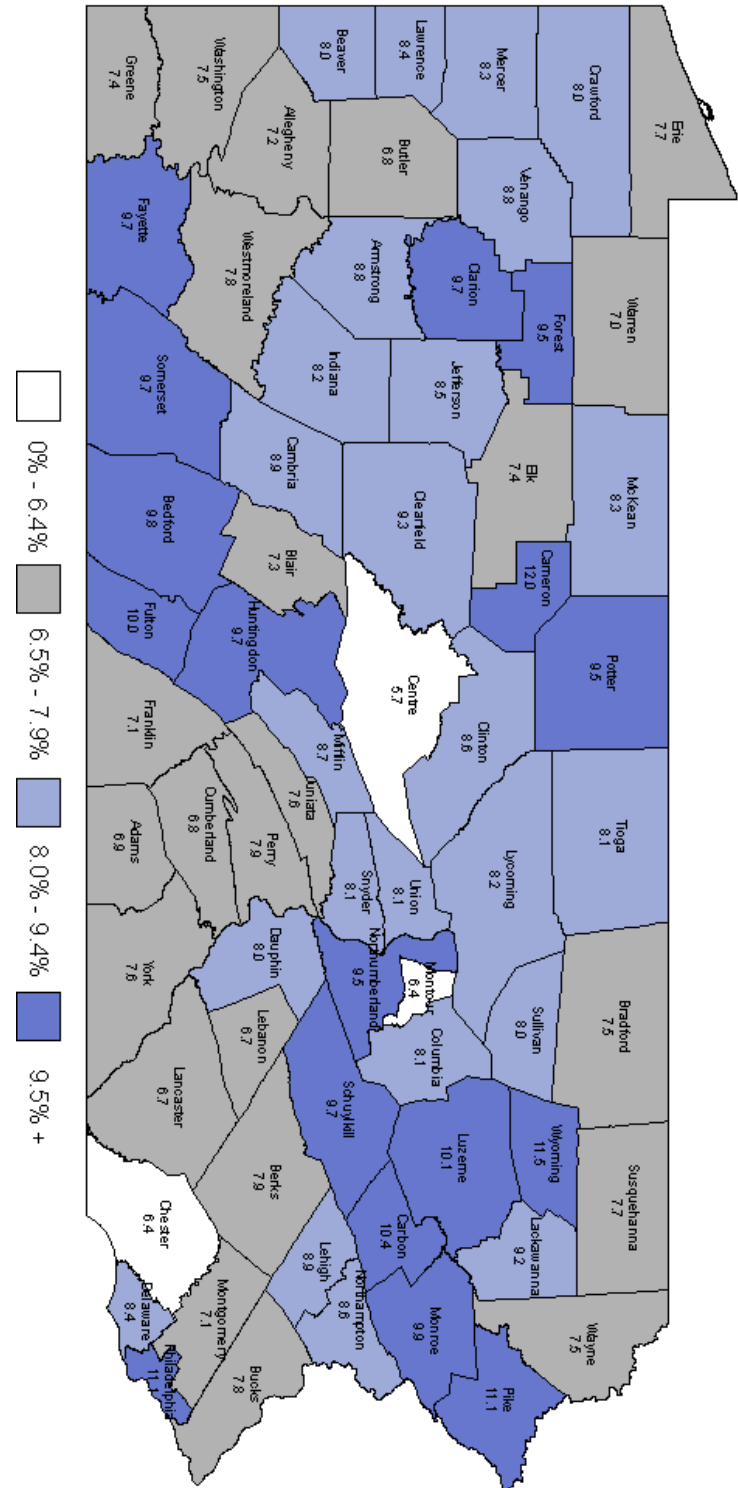 Erie
7.7
Crawford
8.0
Mercer
8.3
Lawrence
8.4
Beaver
8.0
Washington
7.5
Greene
7.4
Allegheny
7.2
Butler
6.8
Venango
8.8
Warren
7.0
Forest
9.5
Clarion
9.7
Armstrong
8.8
Westmoreland
7.8
Fayette
9.7
McKean
8.3
Elk
7.4
Jefferson
8.5
Indiana
8.2
Cambria
8.9
Somerset
9.7
Potter
9.5
Cameron
12.0
Clearfield
9.3
Blair
7.3
Bedford
9.8
Clinton
8.6
Centre
5.7
Huntingdon
9.7
Fulton
10.0
Tioga
8.1
Lycoming
8.2
Union
8.1
Snyder
8.1
Mifflin
8.7
Juniata
7.6
Perry
7.9
Cumberland
6.8
Franklin
7.1
Adams
6.9
Bradford
7.5
Sullivan
8.0
Montour
6.4
Columbia
8.1
Northumberland
9.5
Dauphin
8.0
Lebanon
6.7
York
7.6
Lancaster
6.7
Susquehanna
7.7
Wyoming
11.5
Lackawanna
9.2
Luzerne
10.1
Schuylkill
9.7
Berks
7.9
Chester
6.4
Wayne
7.5
Pike
11.1
Monroe
9.9
Carbon
10.4
Northampton
8.6
Lehigh
8.9
Bucks
7.8
Montgomery
7.1
Delaware
8.4
Philadelphia
11.1
0% - 6.4%
6.5% - 7.9%
8.0% - 9.4%
9.5% +